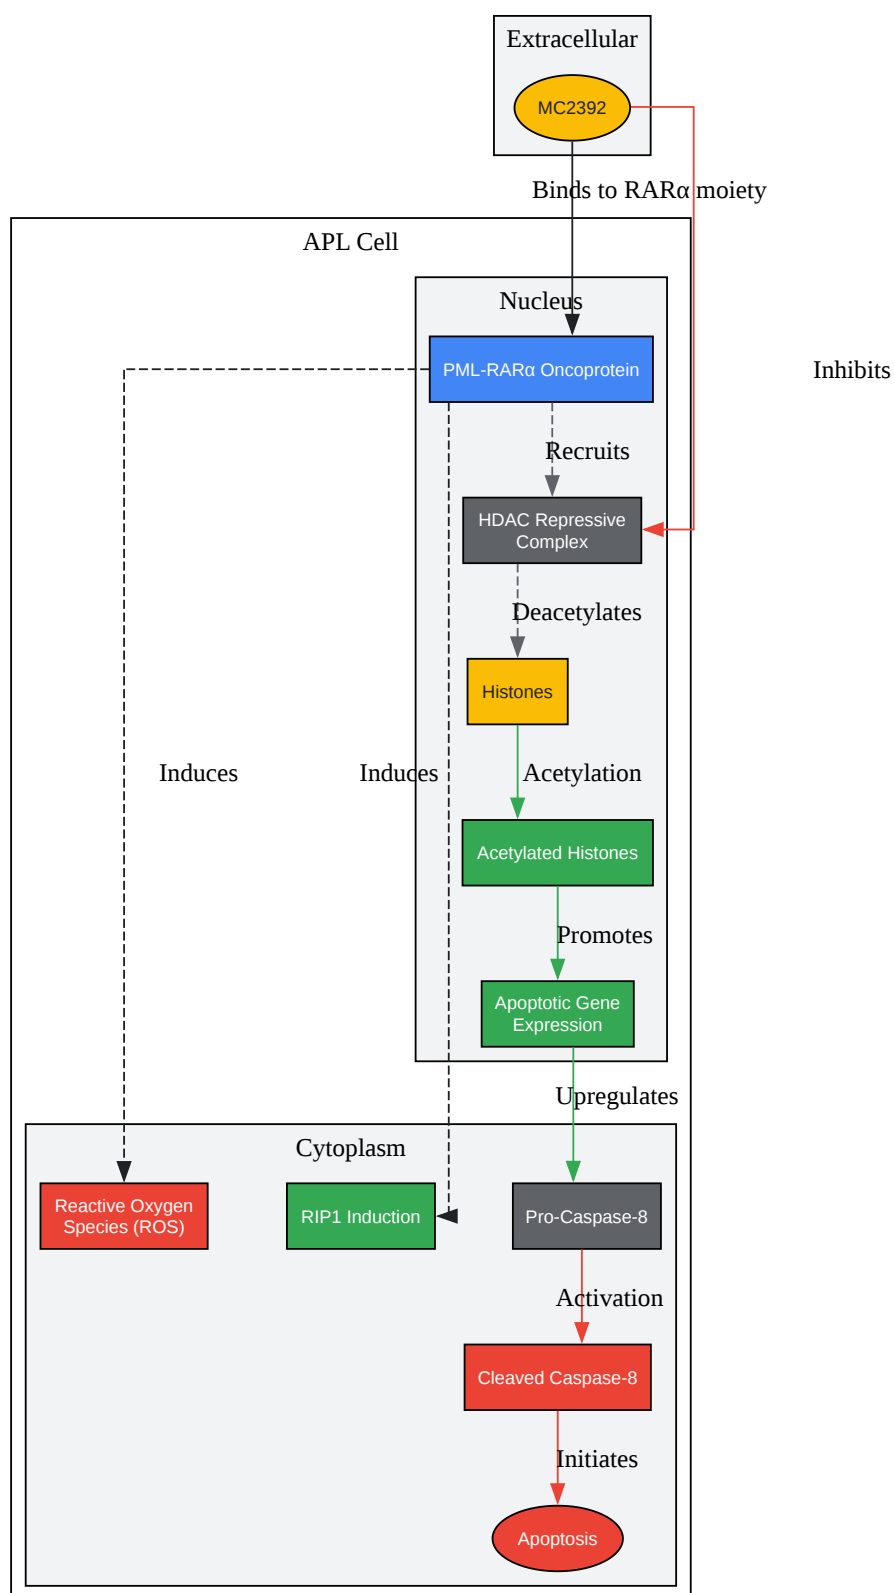 Extracellular
MC2392
Binds to RARα moiety
APL Cell
Nucleus
PML-RARα Oncoprotein
Inhibits
Recruits
HDAC Repressive
Complex
Deacetylates
Histones
Induces
Induces
Acetylation
Acetylated Histones
Promotes
Apoptotic Gene
Expression
Upregulates
Cytoplasm
Reactive Oxygen
Species (ROS)
RIP1 Induction
Pro-Caspase-8
Activation
Cleaved Caspase-8
Initiates
Apoptosis